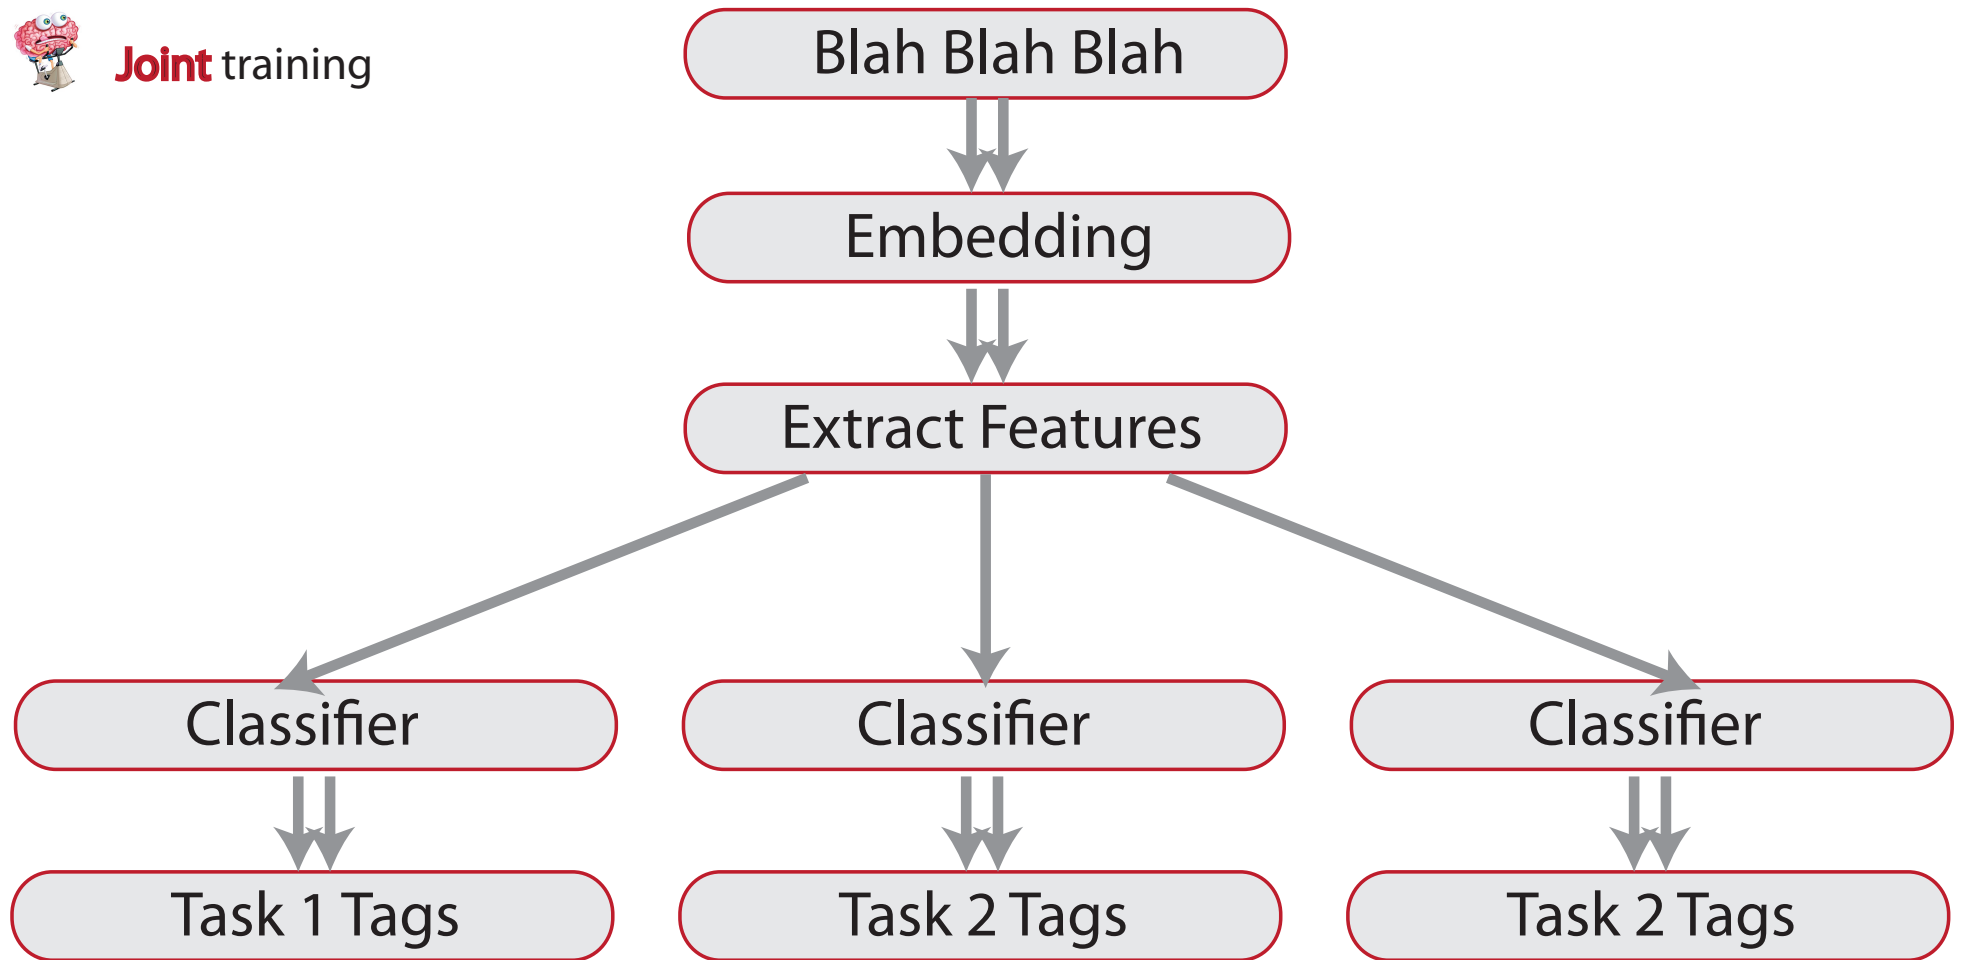 Joint training
Blah Blah Blah
Embedding
Extract Features
Classifier
Classifier
Classifier
Task 1 Tags
Task 2 Tags
Task 2 Tags